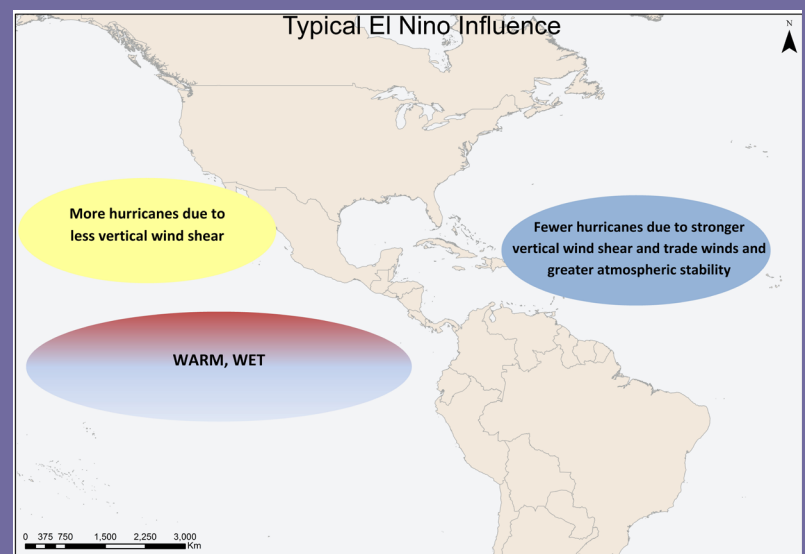 Typical El Nino Influence
N
More hurricanes due to
less vertical wind shear
Fewer hurricanes due to stronger
vertical wind shear and trade winds and
greater atmospheric stability
WARM, WET
0 375 750 1,500 2,250 3,000
Km